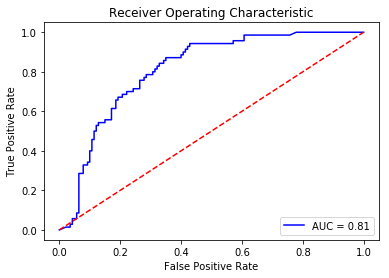 Receiver Operating Characteristic
True Positive Rate
1.0
0.8
0.6
0.4
0.2
0.0
AUC = 0.81
0.0 0.2 0.4 0.6 0.8 1.0
False Positive Rate